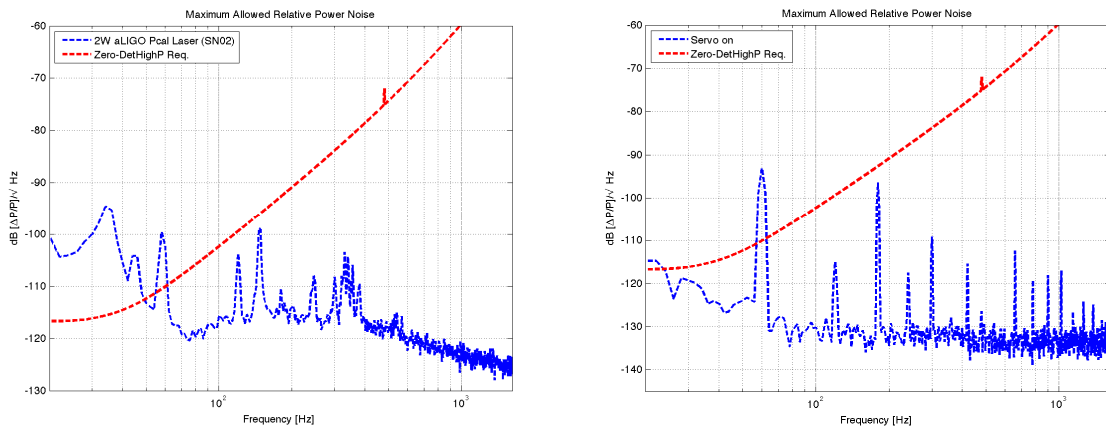 Maximum Allowed Relative Power Noise
-60
-70
-80
-90
-100
-110
-120
-130
dB [ΔP/P]/√ Hz
2W aLIGO Pcal Laser (SN02)
Zero-DetHighP Req.
10²
10³
Frequency [Hz]
Maximum Allowed Relative Power Noise
-60
-70
-80
-90
-100
-110
-120
-130
-140
dB [ΔP/P]/√ Hz
Servo on
Zero-DetHighP Req.
10²
10³
Frequency [Hz]